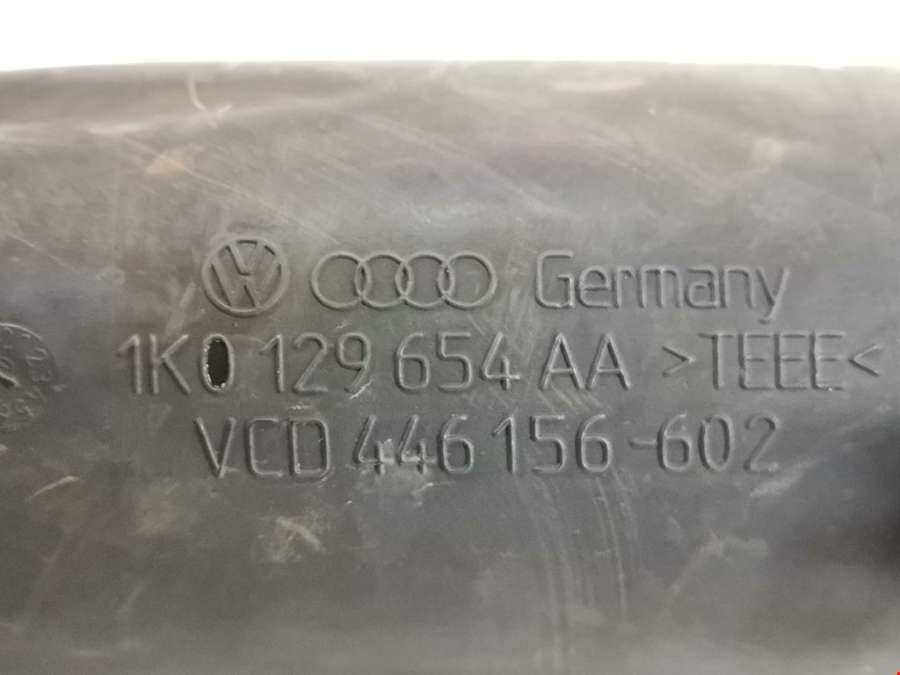 Germany
1K0 129 654 AA >TEEE<
VCD 446 156-602